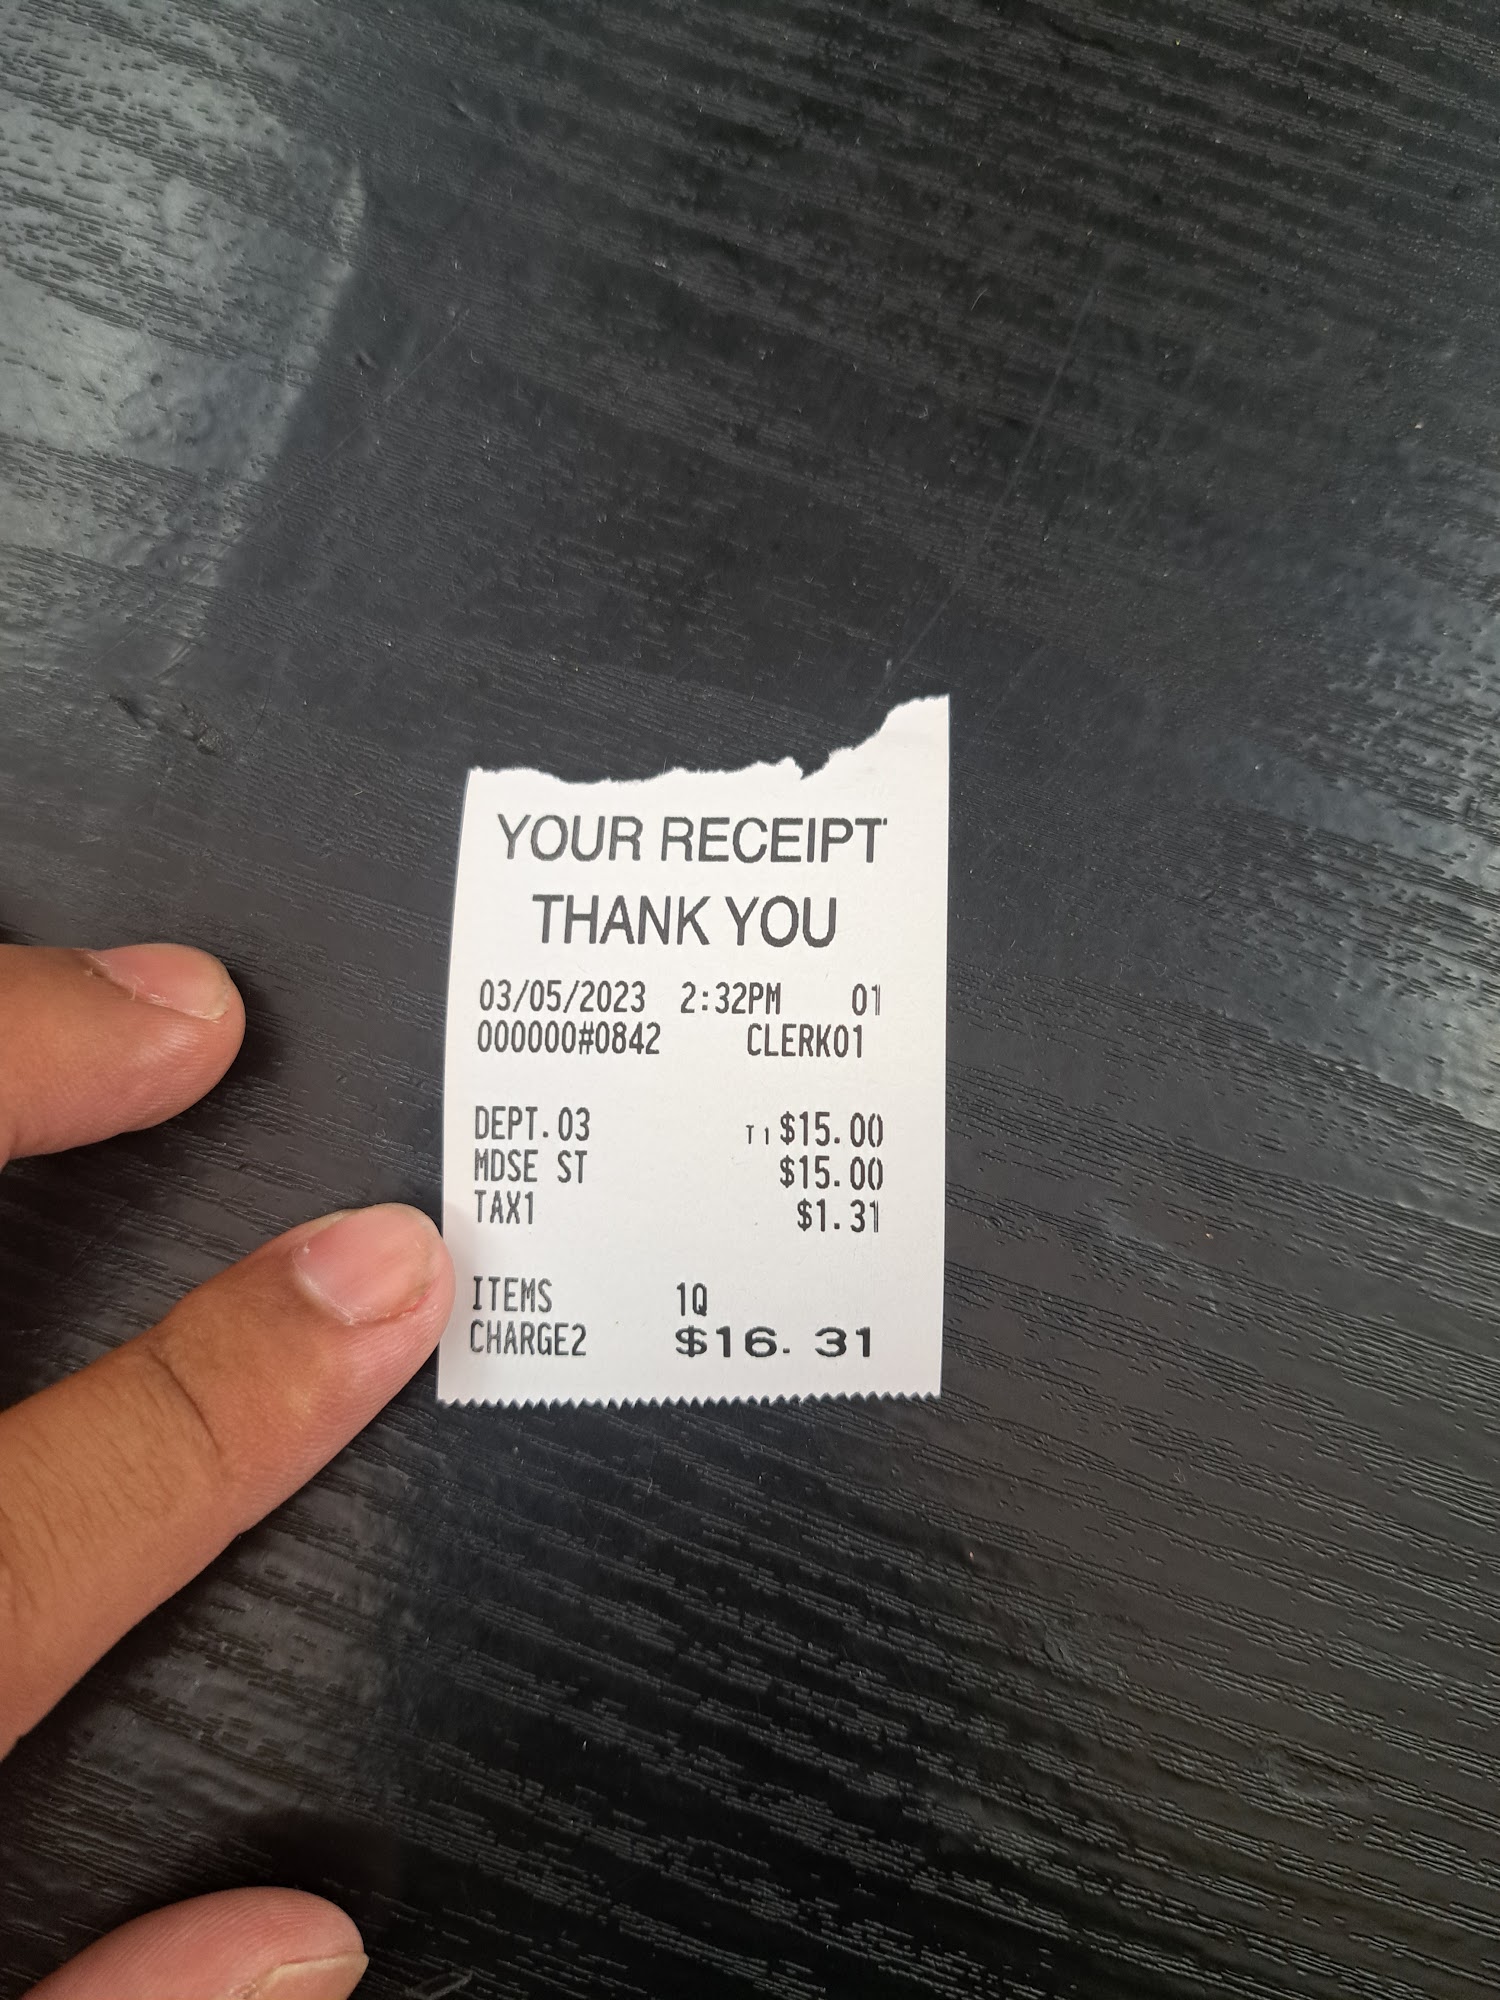 YOUR RECEIPT
THANK YOU
03/05/2023 2:32PM 01
000000#0842 CLERK01
DEPT.03 T1 $15.00
MDSE ST $15.00
TAX1 $1.31
ITEMS 1Q
CHARGE2 $16.31